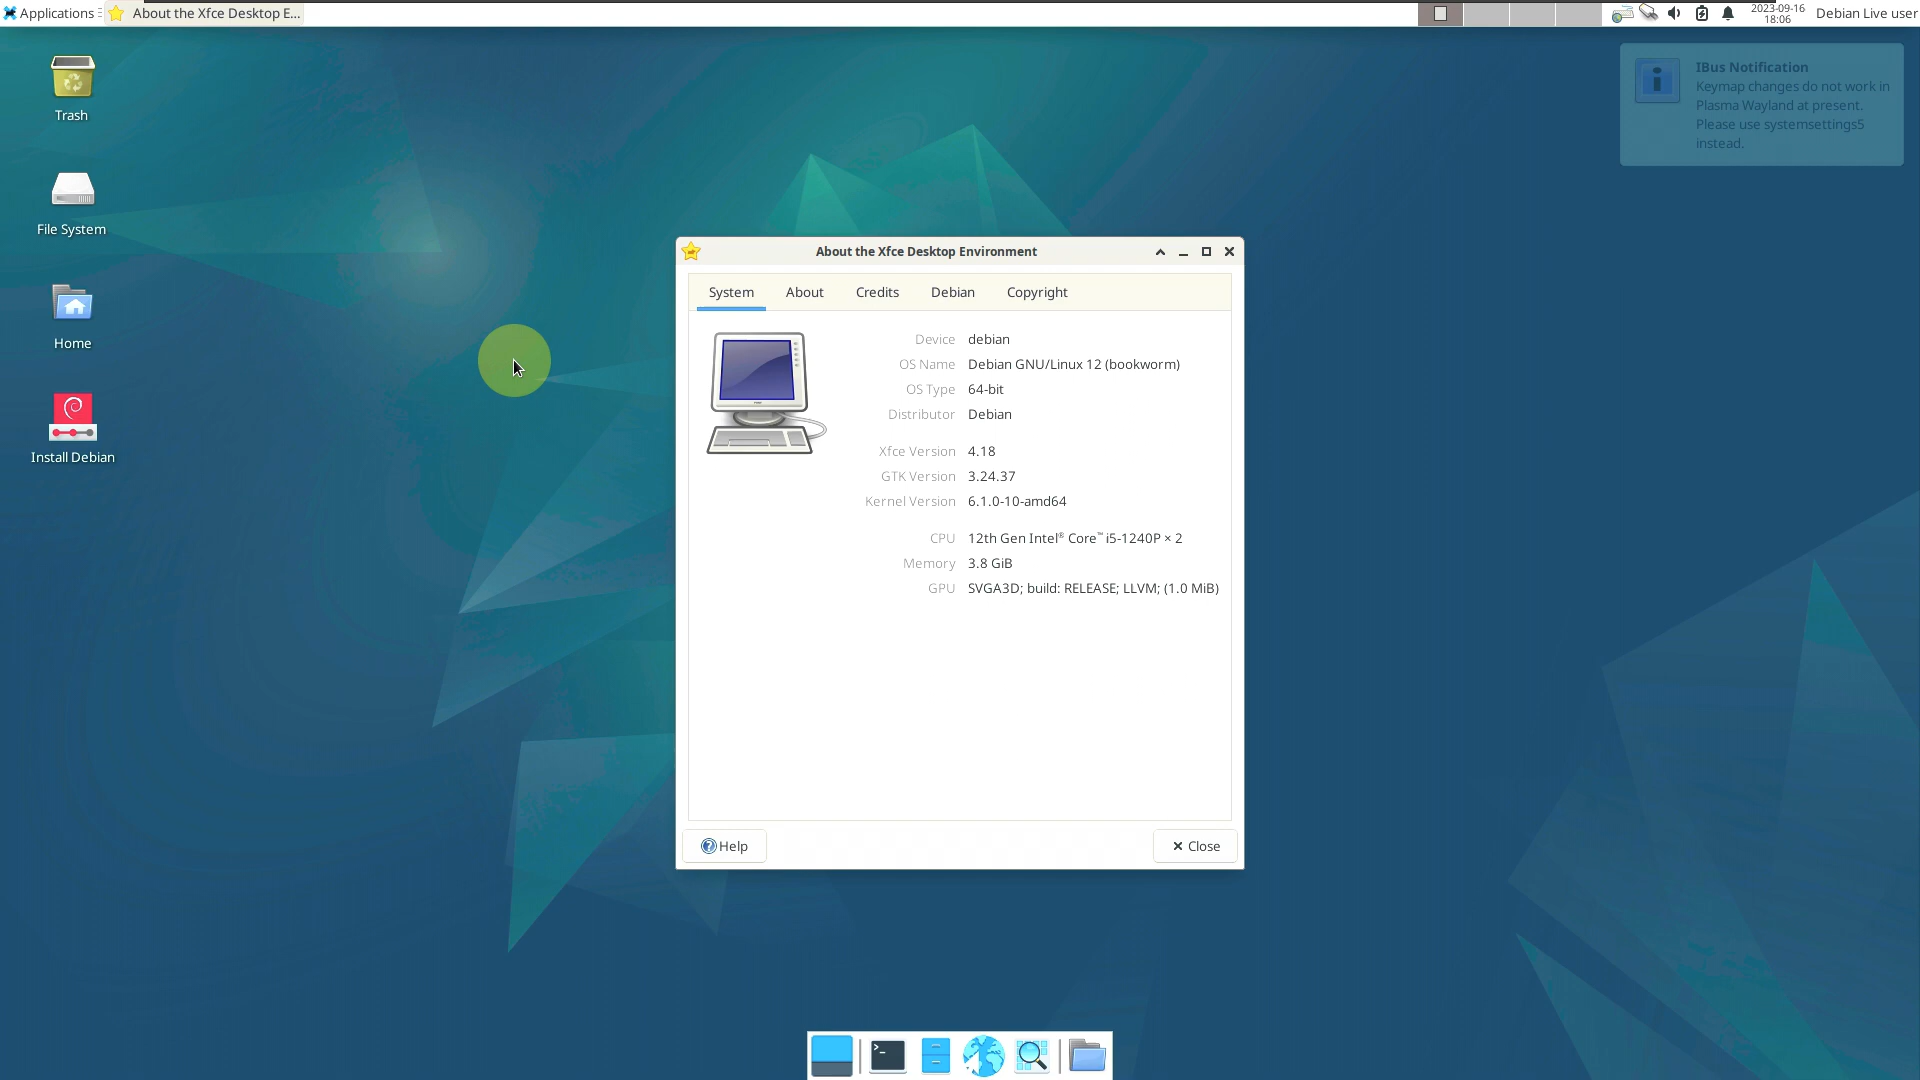 Applications
About the Xfce Desktop E...
2023-09-16
18:06
Debian Live user
Trash
File System
Home
Install Debian
IBus Notification
Keymap changes do not work in
Plasma Wayland at present.
Please use systemsettings5
instead.
About the Xfce Desktop Environment
System About Credits Debian Copyright
Device debian
OS Name Debian GNU/Linux 12 (bookworm)
OS Type 64-bit
Distributor Debian
Xfce Version 4.18
GTK Version 3.24.37
Kernel Version 6.1.0-10-amd64
CPU 12th Gen Intel® Core™ i5-1240P × 2
Memory 3.8 GiB
GPU SVGA3D; build: RELEASE; LLVM; (1.0 MiB)
Help
Close